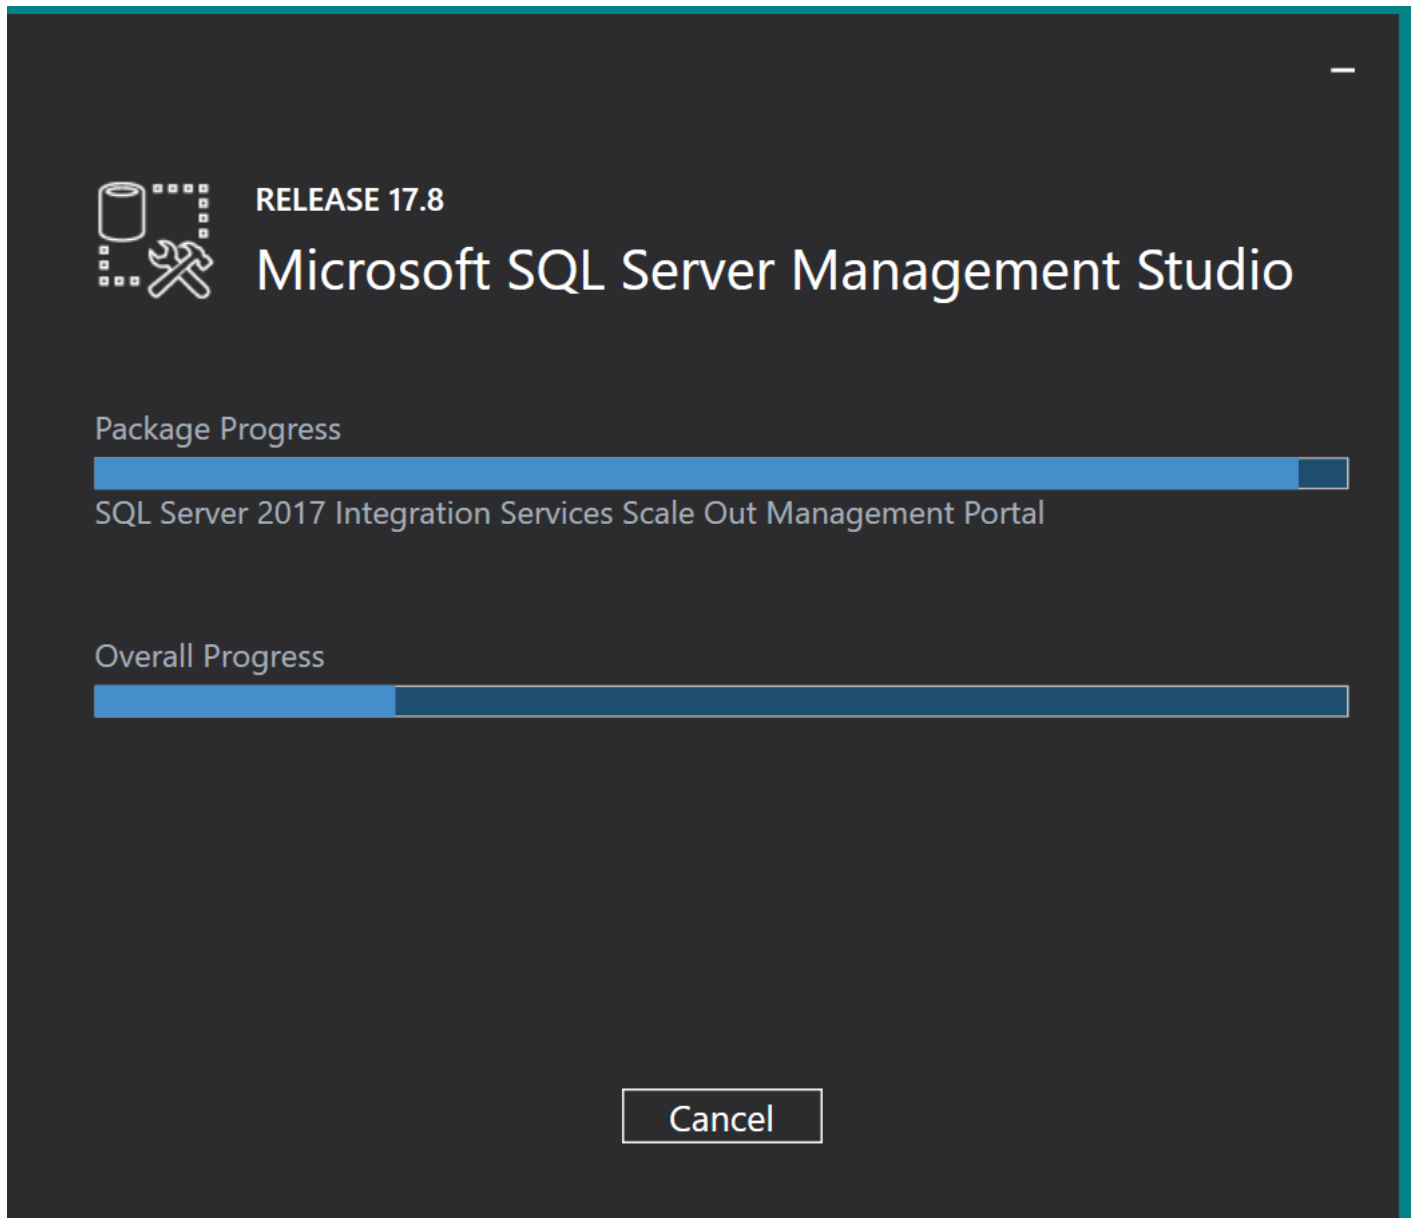 RELEASE 17.8
Microsoft SQL Server Management Studio
Package Progress
SQL Server 2017 Integration Services Scale Out Management Portal
Overall Progress
Cancel